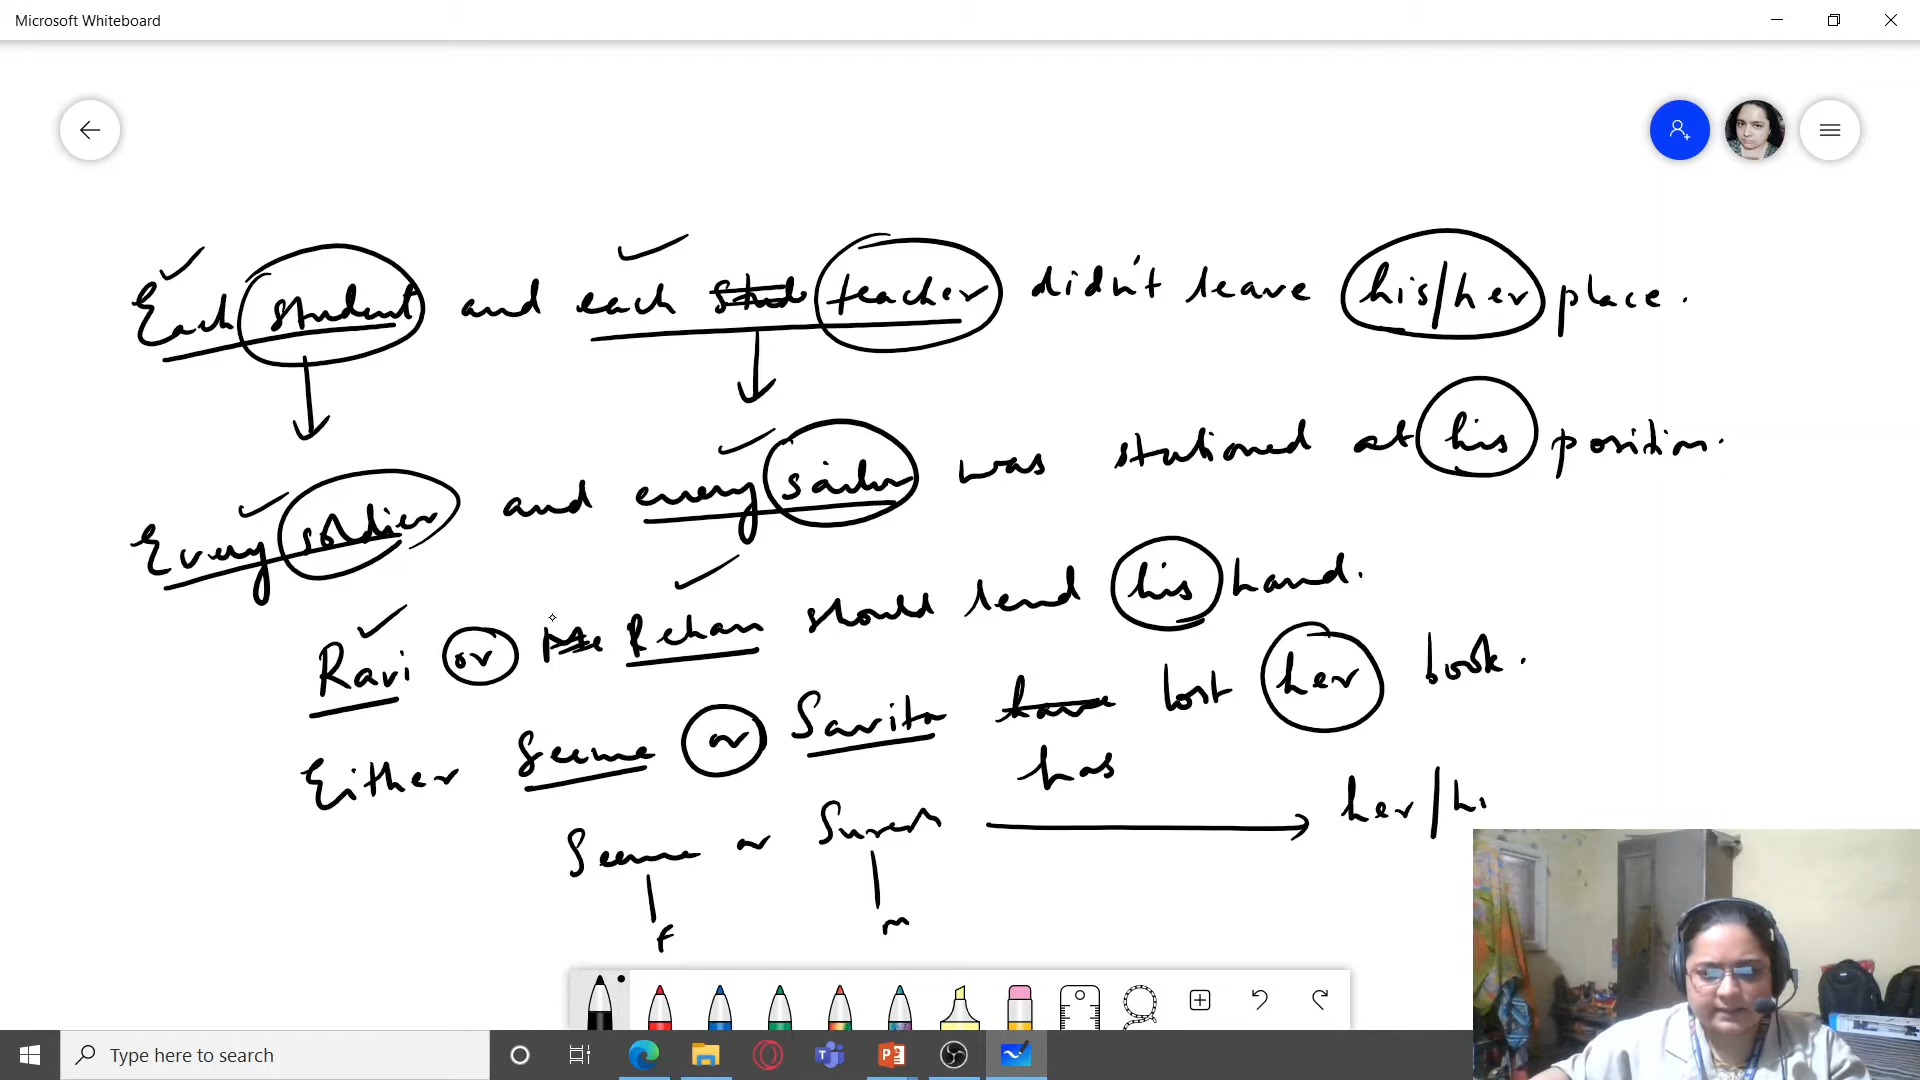 Microsoft Whiteboard
Each student and each teacher didn't leave his/her place.
Every soldier and every sailor was stationed at his position.
Ravi or Rehan should lend his hand.
Either Seema or Savita have lost her book.
has
Seema or Suresh her/hi
F m
Type here to search